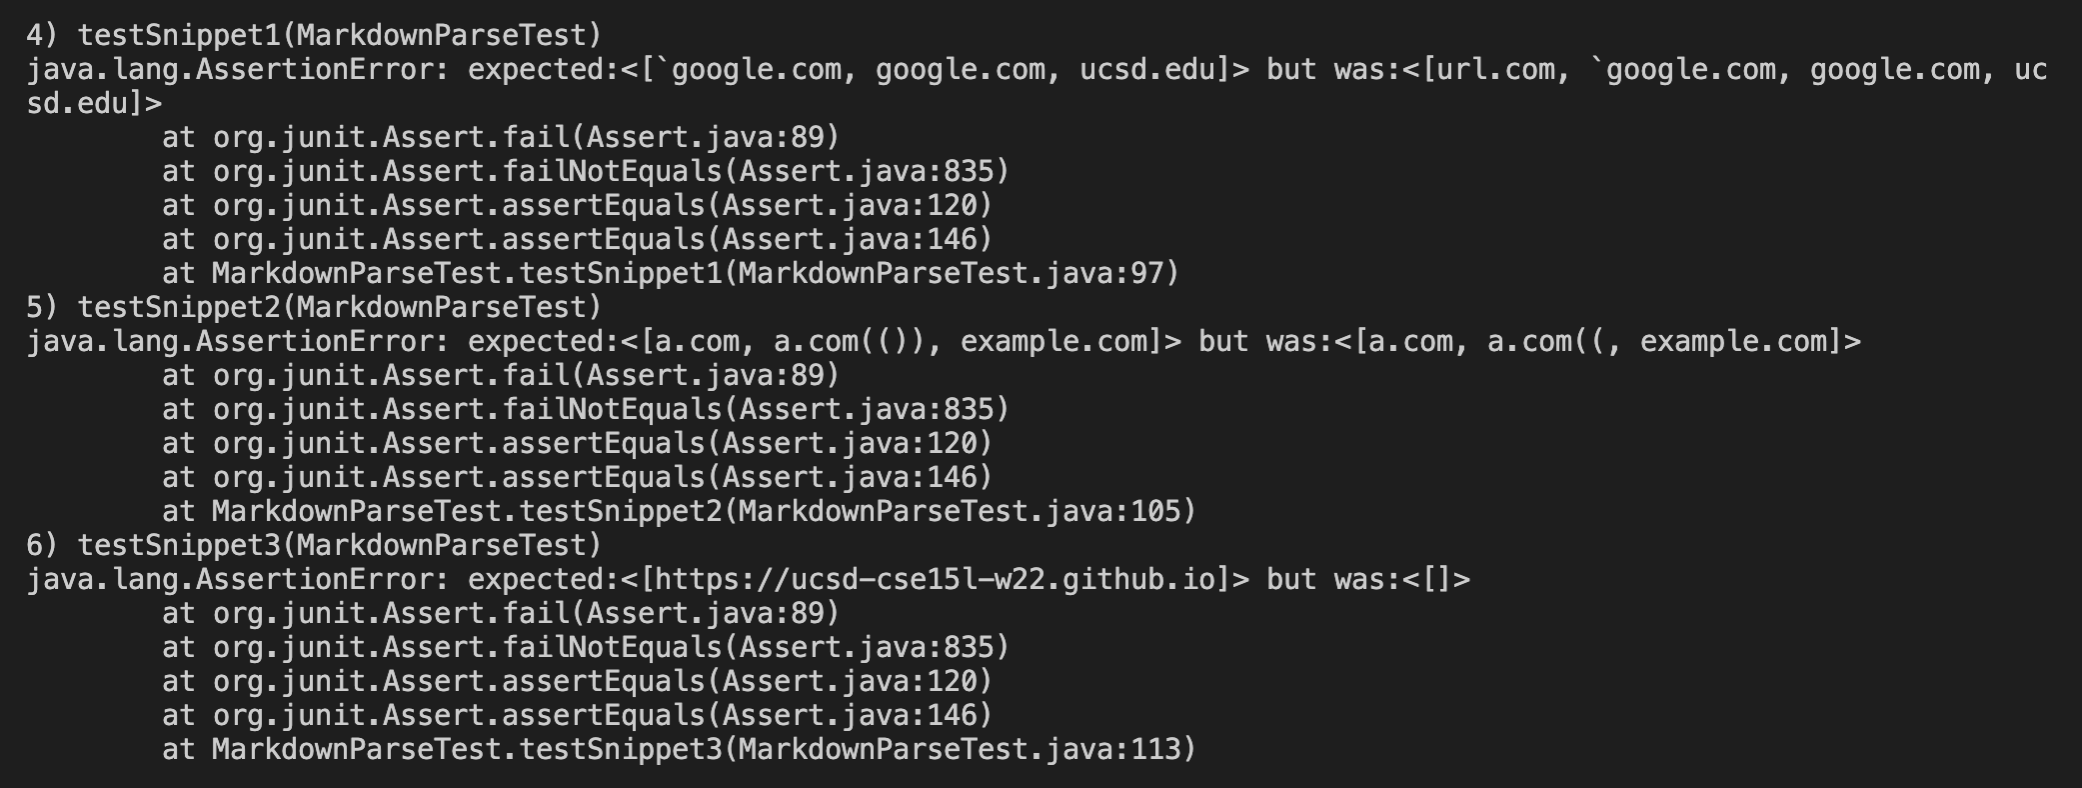 4) testSnippet1(MarkdownParseTest)
java.lang.AssertionError: expected:<[`google.com, google.com, ucsd.edu]> but was:<[url.com, `google.com, google.com, uc
sd.edu]>
        at org.junit.Assert.fail(Assert.java:89)
        at org.junit.Assert.failNotEquals(Assert.java:835)
        at org.junit.Assert.assertEquals(Assert.java:120)
        at org.junit.Assert.assertEquals(Assert.java:146)
        at MarkdownParseTest.testSnippet1(MarkdownParseTest.java:97)
5) testSnippet2(MarkdownParseTest)
java.lang.AssertionError: expected:<[a.com, a.com(()), example.com]> but was:<[a.com, a.com((, example.com]>
        at org.junit.Assert.fail(Assert.java:89)
        at org.junit.Assert.failNotEquals(Assert.java:835)
        at org.junit.Assert.assertEquals(Assert.java:120)
        at org.junit.Assert.assertEquals(Assert.java:146)
        at MarkdownParseTest.testSnippet2(MarkdownParseTest.java:105)
6) testSnippet3(MarkdownParseTest)
java.lang.AssertionError: expected:<[https://ucsd-cse15l-w22.github.io]> but was:<[]>
        at org.junit.Assert.fail(Assert.java:89)
        at org.junit.Assert.failNotEquals(Assert.java:835)
        at org.junit.Assert.assertEquals(Assert.java:120)
        at org.junit.Assert.assertEquals(Assert.java:146)
        at MarkdownParseTest.testSnippet3(MarkdownParseTest.java:113)